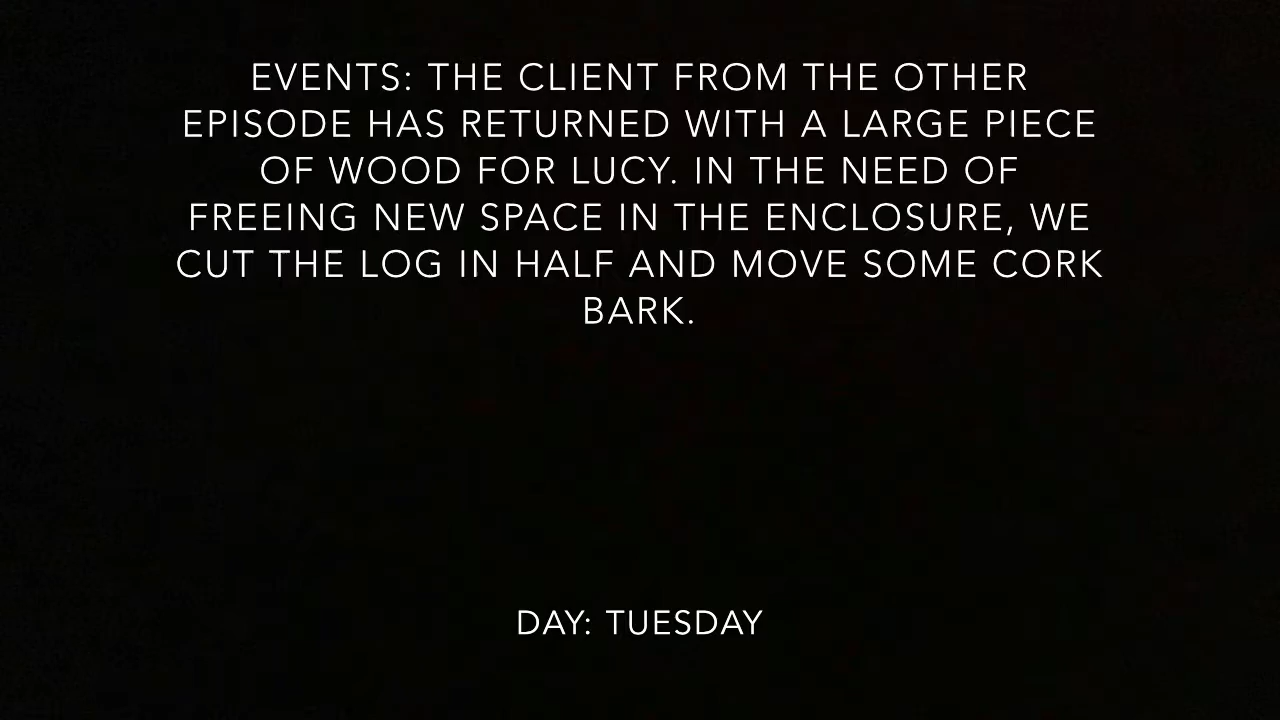 EVENTS: THE CLIENT FROM THE OTHER
EPISODE HAS RETURNED WITH A LARGE PIECE
OF WOOD FOR LUCY. IN THE NEED OF
FREEING NEW SPACE IN THE ENCLOSURE, WE
CUT THE LOG IN HALF AND MOVE SOME CORK
BARK.
DAY: TUESDAY